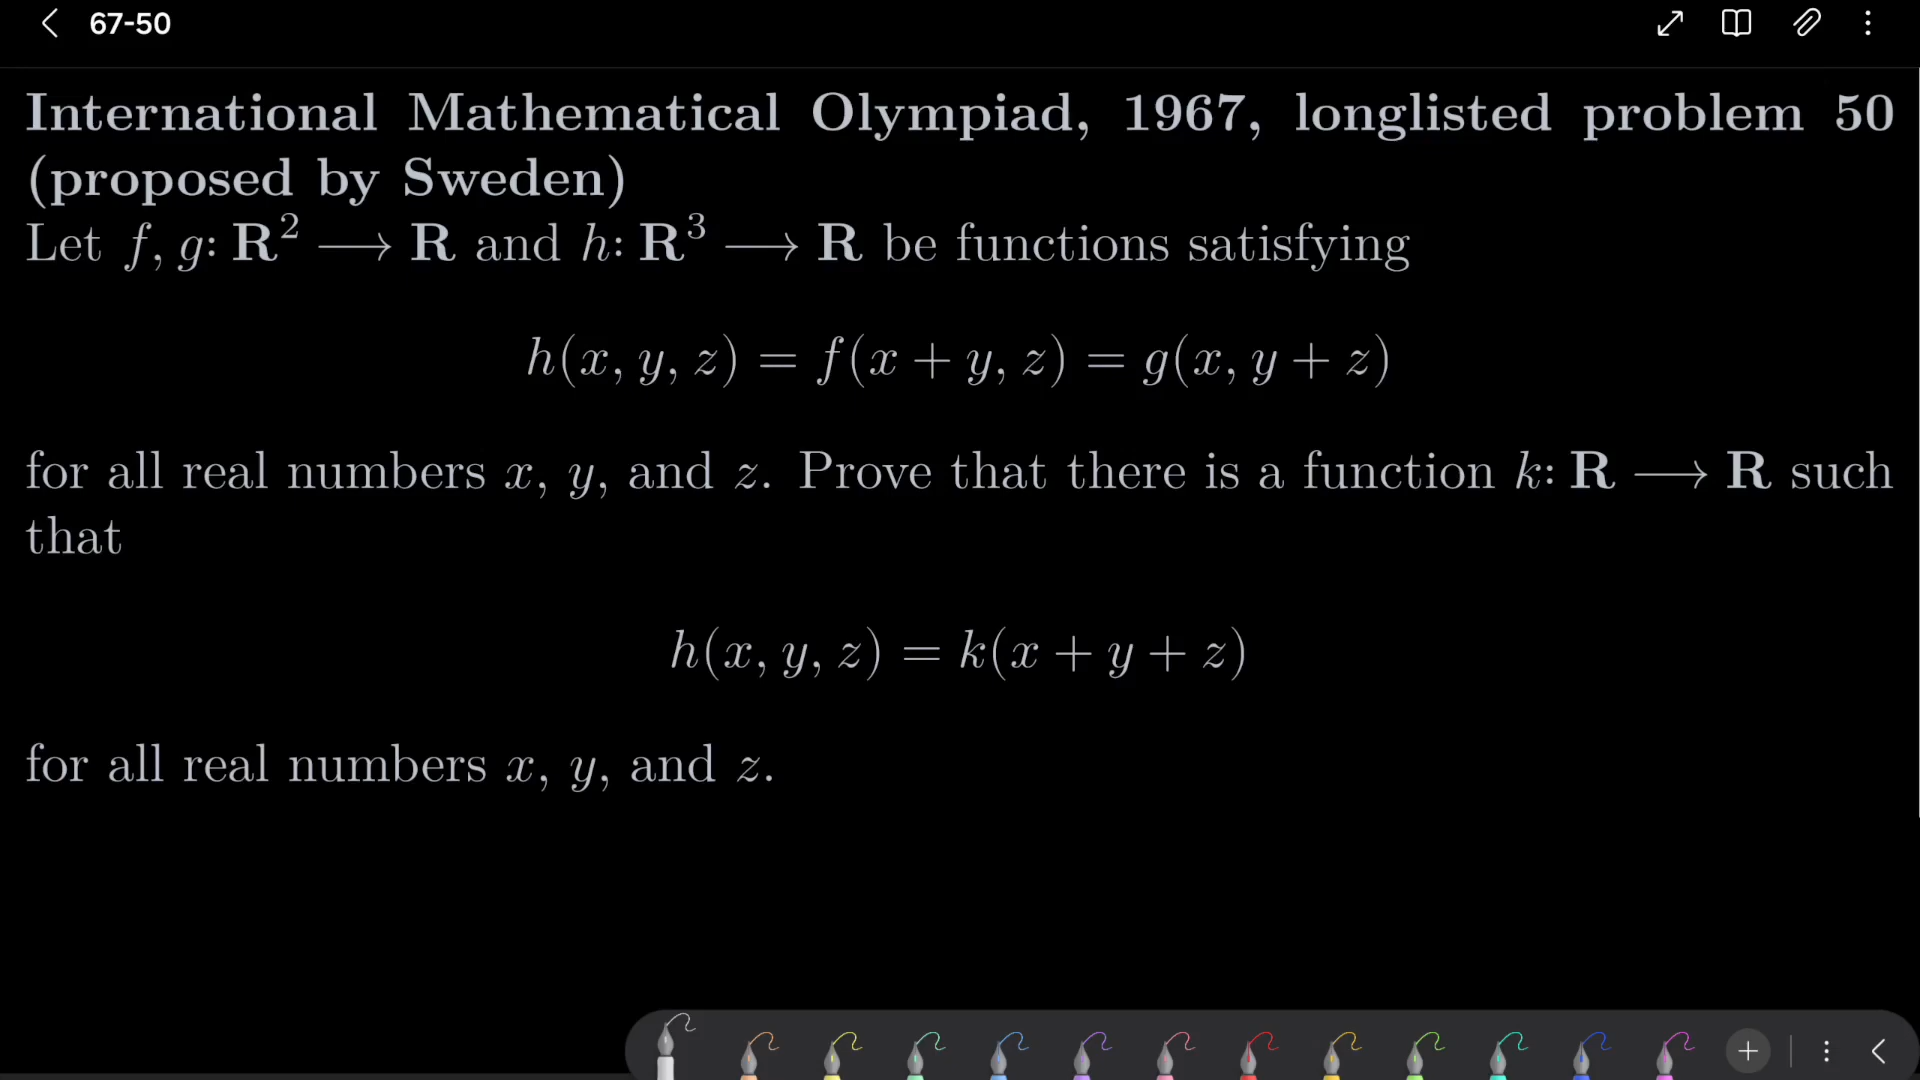 67-50
International Mathematical Olympiad, 1967, longlisted problem 50
(proposed by Sweden)
Let f, g: R² ⟶ R and h: R³ ⟶ R be functions satisfying
h(x, y, z) = f(x + y, z) = g(x, y + z)
for all real numbers x, y, and z. Prove that there is a function k: R ⟶ R such
that
h(x, y, z) = k(x + y + z)
for all real numbers x, y, and z.